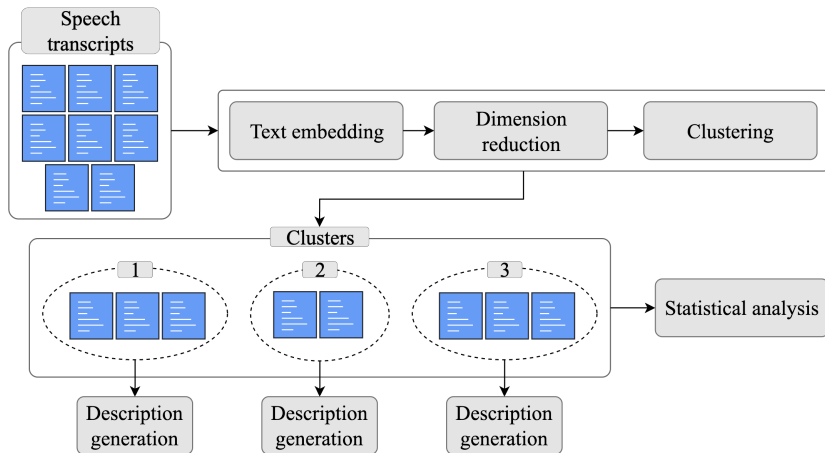 Speech
transcripts
Text embedding
Dimension
reduction
Clustering
Clusters
1
2
3
Statistical analysis
Description
generation
Description
generation
Description
generation